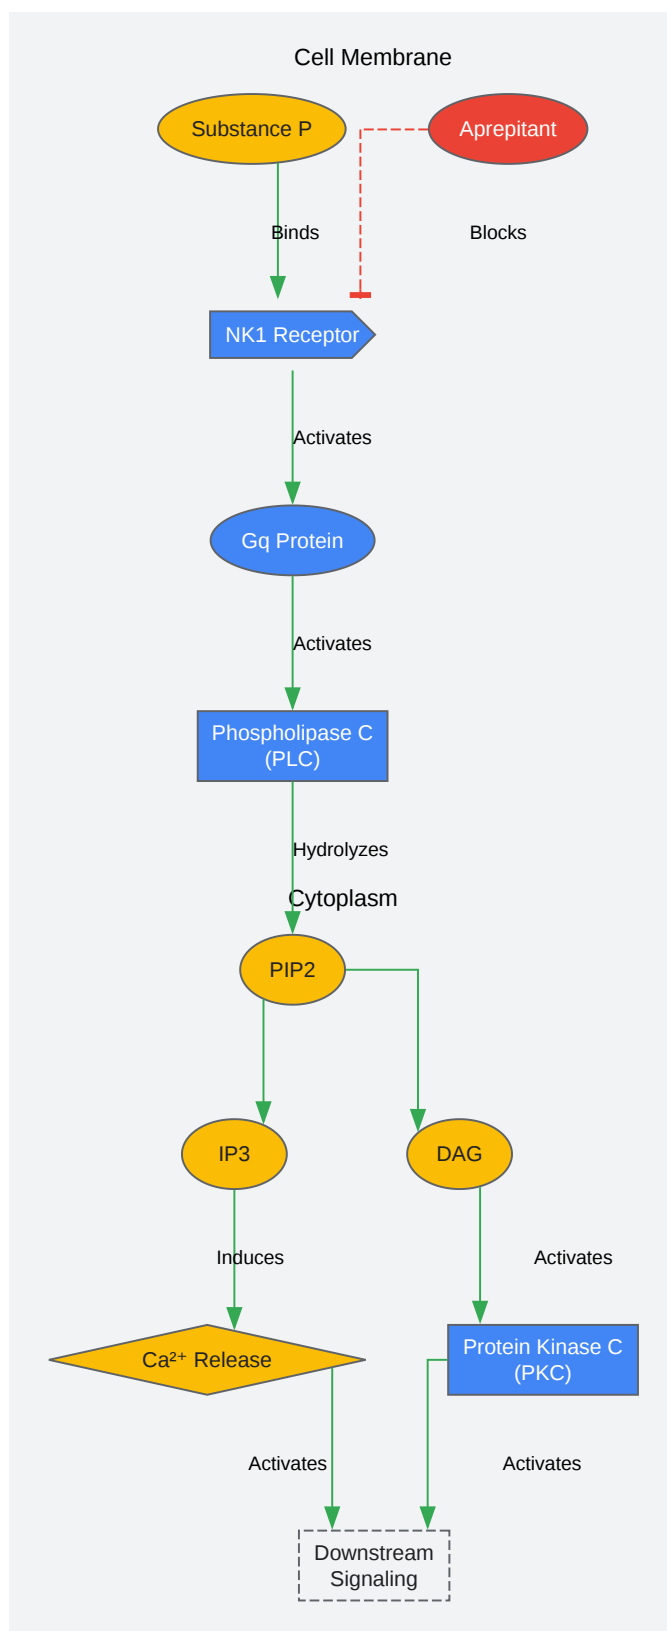 Cell Membrane
Substance P
Aprepitant
Binds
Blocks
NK1 Receptor
Activates
Gq Protein
Activates
Phospholipase C
(PLC)
Hydrolyzes
Cytoplasm
PIP2
IP3
DAG
Induces
Activates
Ca²⁺ Release
Protein Kinase C
(PKC)
Activates
Activates
Downstream
Signaling